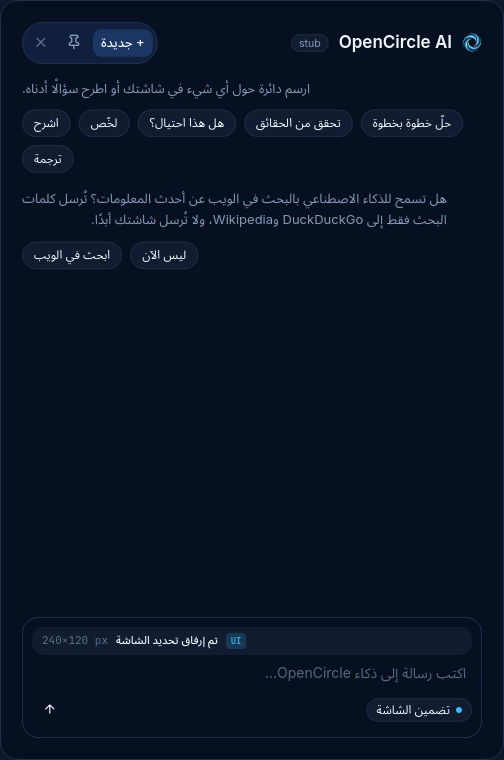 OpenCircle AI stub
+ جديدة
ارسم دائرة حول أي شيء في شاشتك أو اطرح سؤالًا أدناه.
حلّ خطوة بخطوة تحقق من الحقائق هل هذا احتيال؟ لخّص اشرح
ترجمة
هل تسمح للذكاء الاصطناعي بالبحث في الويب عن أحدث المعلومات؟ تُرسل كلمات
البحث فقط إلى DuckDuckGo وWikipedia، ولا تُرسل شاشتك أبدًا.
ليس الآن ابحث في الويب
UI تم إرفاق تحديد الشاشة 240×120 px
اكتب رسالة إلى ذكاء OpenCircle...
تضمين الشاشة